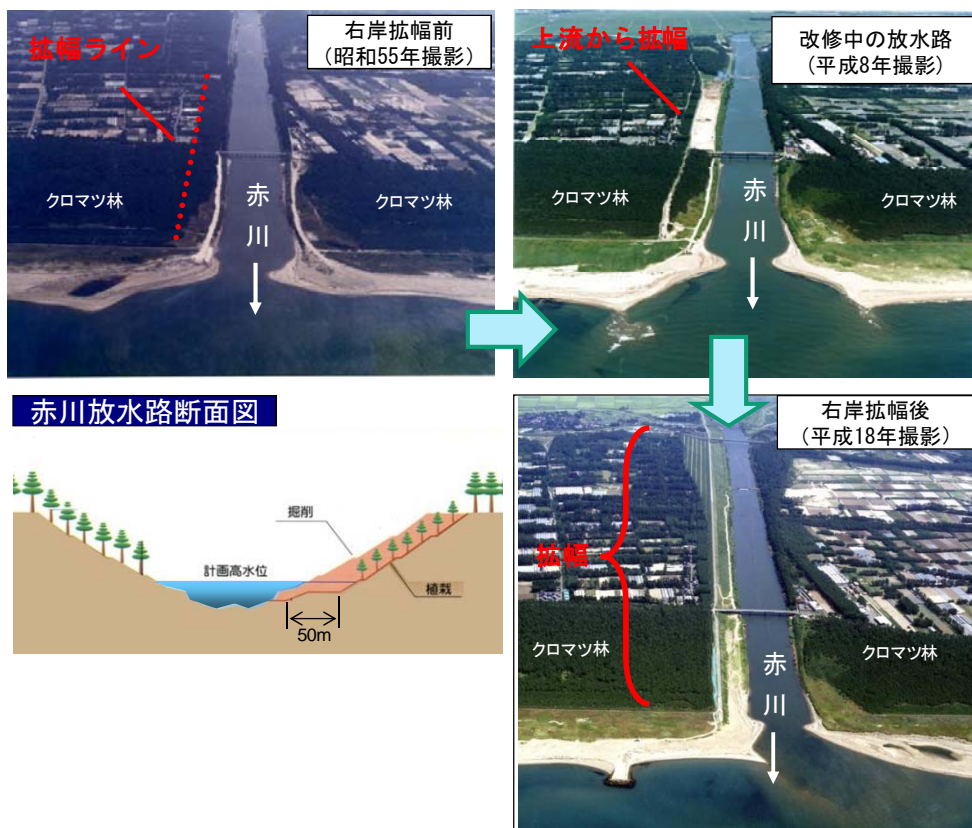 右岸拡幅前
(昭和55年撮影)
拡幅ライン
クロマツ林
赤川
クロマツ林
改修中の放水路
(平成8年撮影)
上流から拡幅
クロマツ林
赤川
クロマツ林
赤川放水路断面図
掘削
計画高水位
植栽
50m
右岸拡幅後
(平成18年撮影)
拡幅
クロマツ林
赤川
クロマツ林